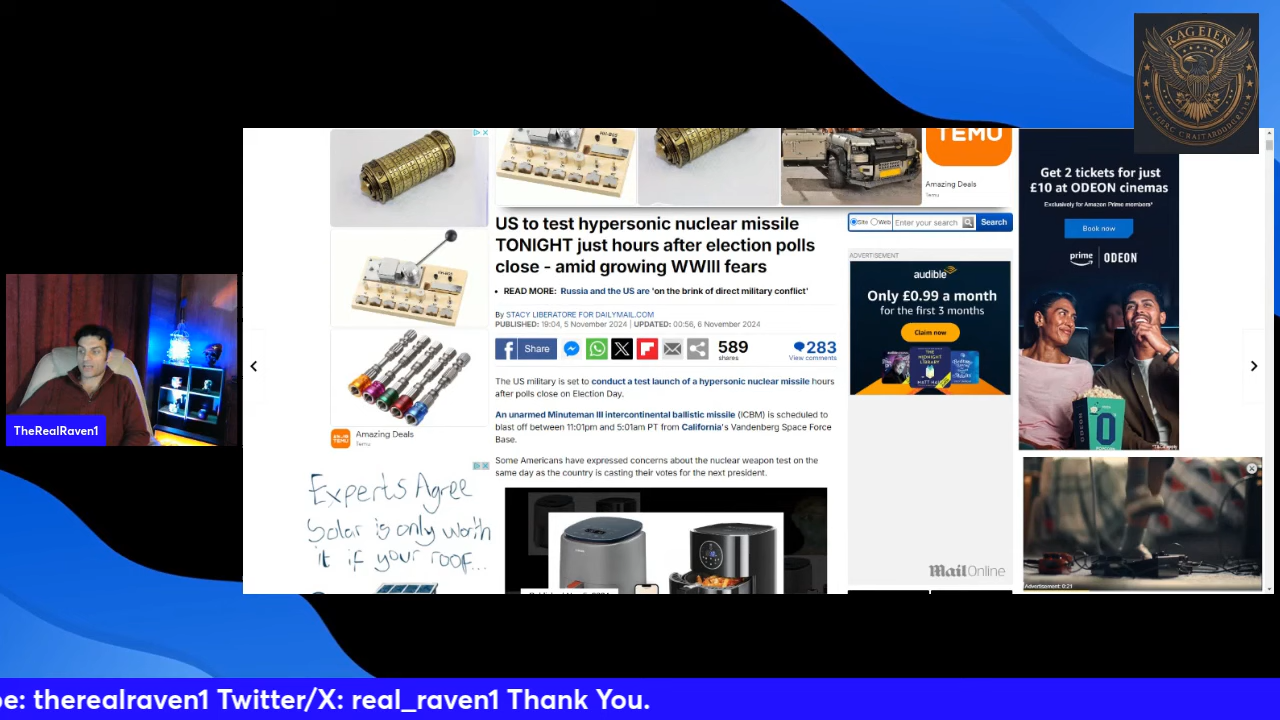 RAGEIEN
TEMU
Amazing Deals
Temu
US to test hypersonic nuclear missile
TONIGHT just hours after election polls
close - amid growing WWIII fears
• READ MORE: Russia and the US are 'on the brink of direct military conflict'
By STACY LIBERATORE FOR DAILYMAIL.COM
PUBLISHED: 19:04, 5 November 2024 | UPDATED: 00:56, 6 November 2024
Share
589
shares
283
View comments
The US military is set to conduct a test launch of a hypersonic nuclear missile hours
after polls close on Election Day.
An unarmed Minuteman III intercontinental ballistic missile (ICBM) is scheduled to
blast off between 11:01pm and 5:01am PT from California's Vandenberg Space Force
Base.
Some Americans have expressed concerns about the nuclear weapon test on the
same day as the country is casting their votes for the next president.
Site Web Enter your search Search
ADVERTISEMENT
audible
Only £0.99 a month
for the first 3 months
Claim now
MailOnline
Get 2 tickets for just
£10 at ODEON cinemas
Exclusively for Amazon Prime members*
Book now
prime | ODEON
Advertisement: 0:21
Amazing Deals
Temu
Experts Agree
Solar is only worth
it if your roof...
TheRealRaven1
be: therealraven1 Twitter/X: real_raven1 Thank You.